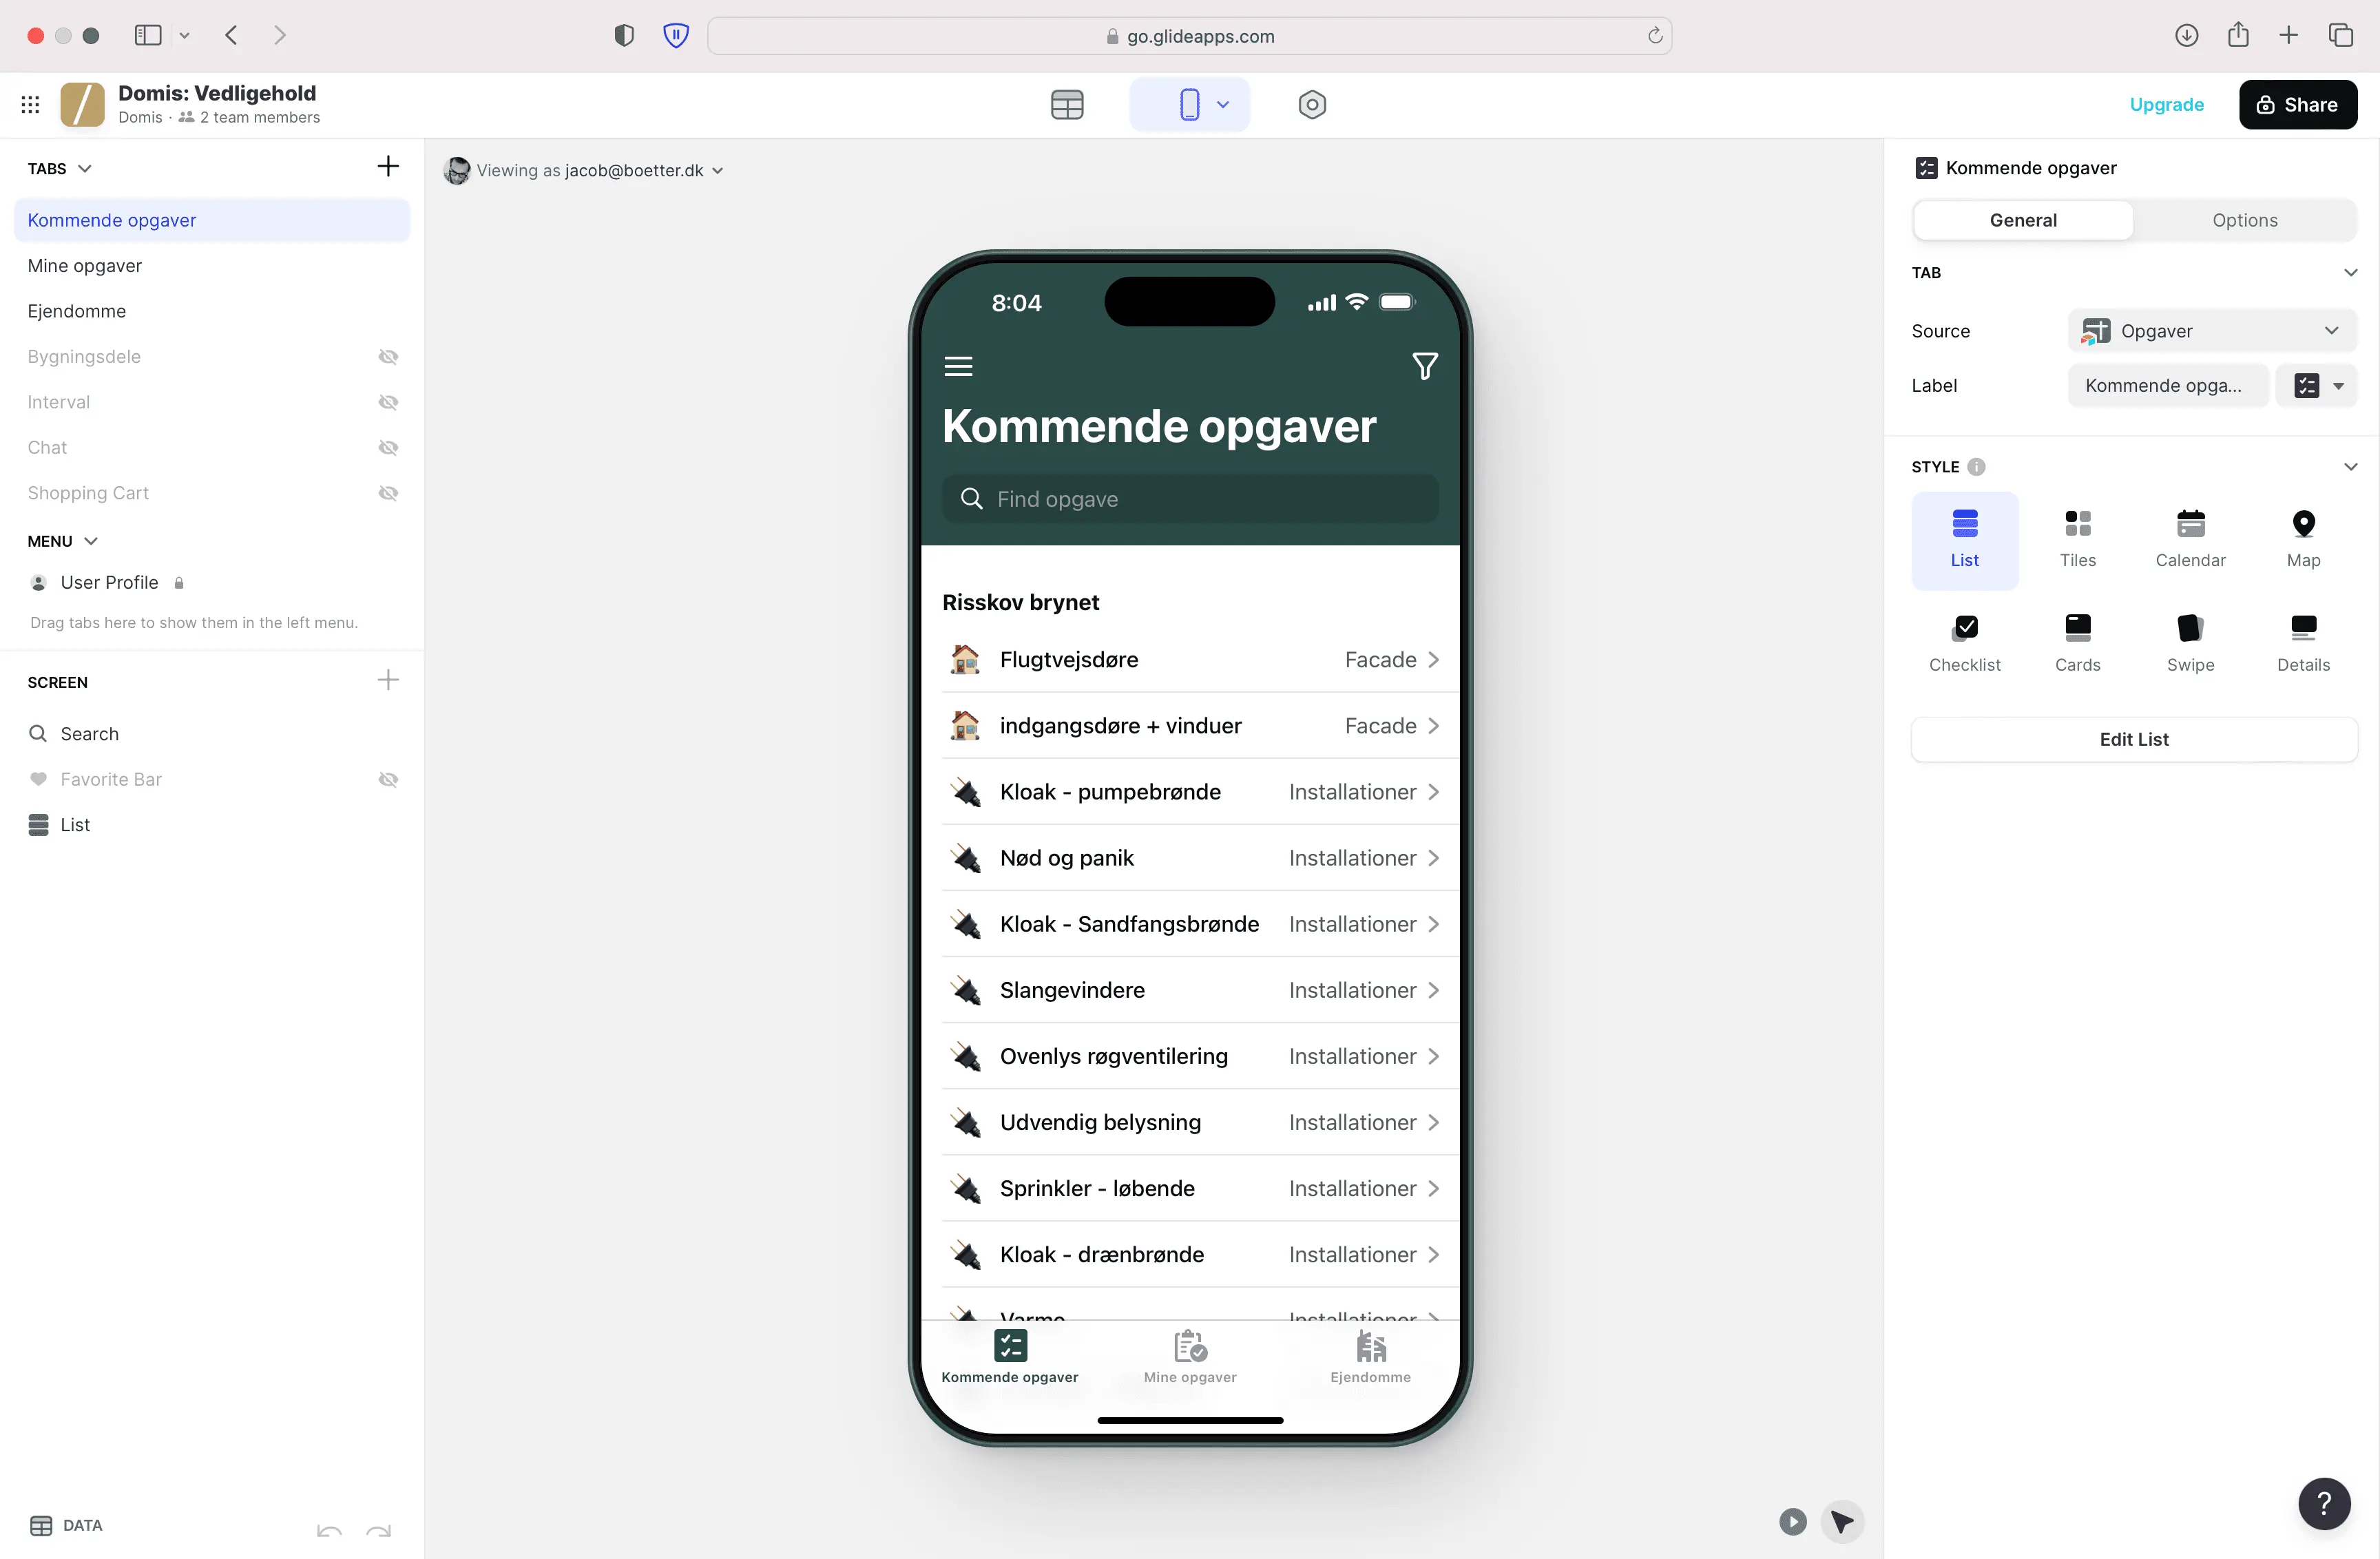 go.glideapps.com
Domis: Vedligehold
Domis · 2 team members
Upgrade
Share
TABS
Kommende opgaver
Mine opgaver
Ejendomme
Bygningsdele
Interval
Chat
Shopping Cart
MENU
User Profile
Drag tabs here to show them in the left menu.
SCREEN
Search
Favorite Bar
List
DATA
Viewing as jacob@boetter.dk
8:04
Kommende opgaver
Find opgave
Risskov brynet
Flugtvejsdøre Facade
indgangsdøre + vinduer Facade
Kloak - pumpebrønde Installationer
Nød og panik Installationer
Kloak - Sandfangsbrønde Installationer
Slangevindere Installationer
Ovenlys røgventilering Installationer
Udvendig belysning Installationer
Sprinkler - løbende Installationer
Kloak - drænbrønde Installationer
Varme Installationer
Kommende opgaver Mine opgaver Ejendomme
Kommende opgaver
General Options
TAB
Source Opgaver
Label Kommende opga...
STYLE
List Tiles Calendar Map
Checklist Cards Swipe Details
Edit List
?